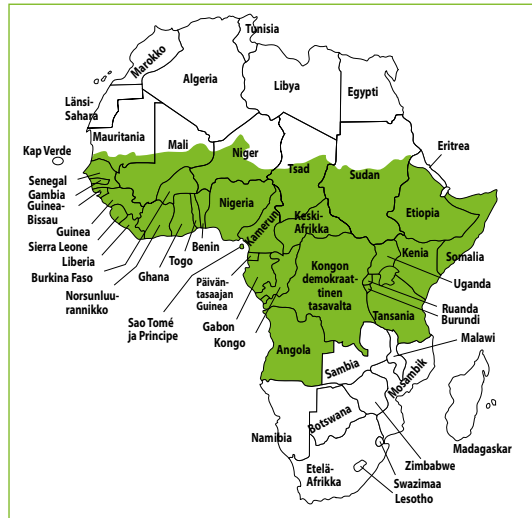 Tunisia
Marokko
Algeria
Libya
Egypti
Länsi-
Sahara
Mauritania
Mali
Niger
Kap Verde
Eritrea
Tsad
Sudan
Senegal
Gambia
Guinea-
Bissau
Nigeria
Etiopia
Keski-
Afrikka
Kamerun
Guinea
Sierra Leone
Liberia
Burkina Faso
Benin
Togo
Ghana
Norsunluu-
rannikko
Kenia
Somalia
Kongon
demokraat-
tinen
tasavalta
Uganda
Päivän-
tasaajan
Guinea
Ruanda
Burundi
Sao Tomé
ja Principe
Gabon
Kongo
Tansania
Malawi
Angola
Sambia
Mosambik
Botswana
Namibia
Madagaskar
Zimbabwe
Etelä-
Afrikka
Swazimaa
Lesotho